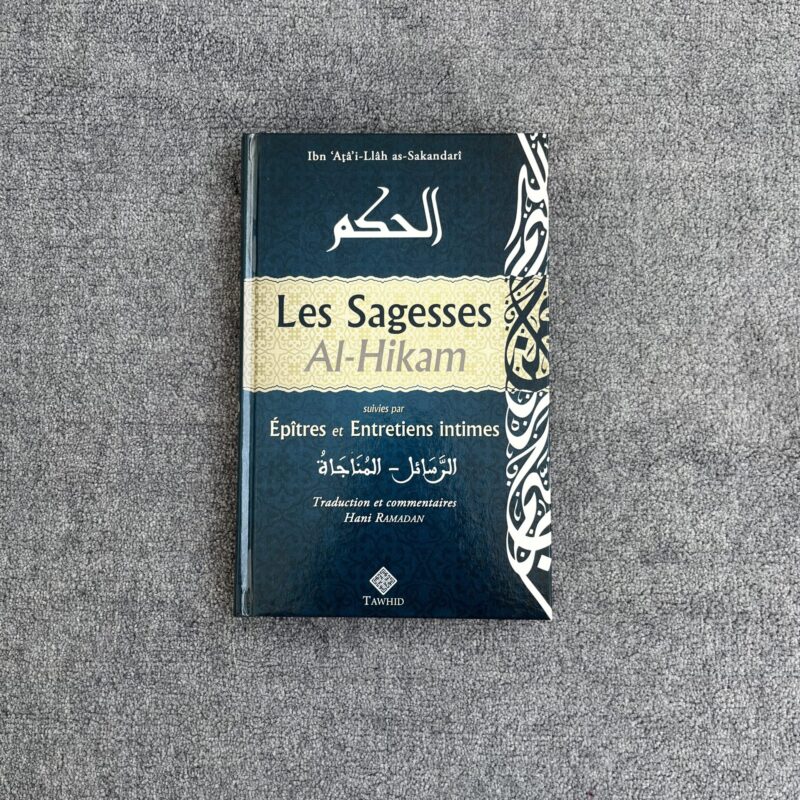 Ibn ‘Aṭâ’i-Llâh as-Sakandarî
الحكم
Les Sagesses
Al-Hikam
suivies par
Épîtres et Entretiens intimes
الرَّسَائل - المُنَاجَاةُ
Traduction et commentaires
Hani RAMADAN
TAWHID